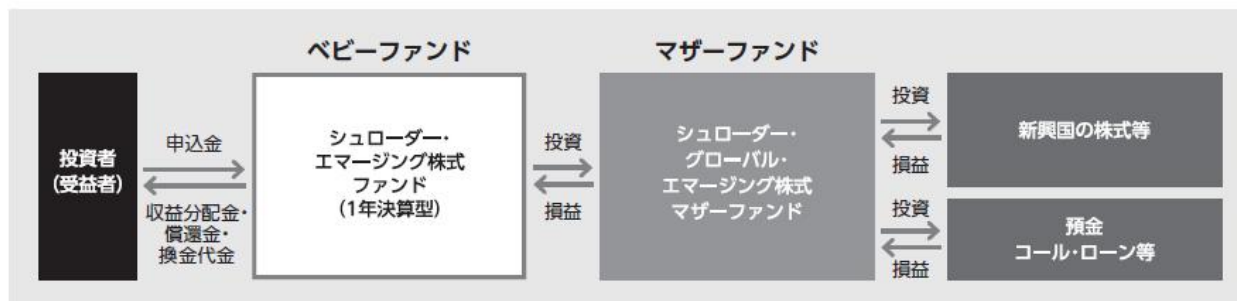 ベビーファンド
マザーファンド
投資者
(受益者)
申込金
収益分配金・
償還金・
換金代金
シュローダー・
エマージング株式
ファンド
(1年決算型)
投資
損益
シュローダー・
グローバル・
エマージング株式
マザーファンド
投資
損益
新興国の株式等
投資
損益
預金
コール・ローン等